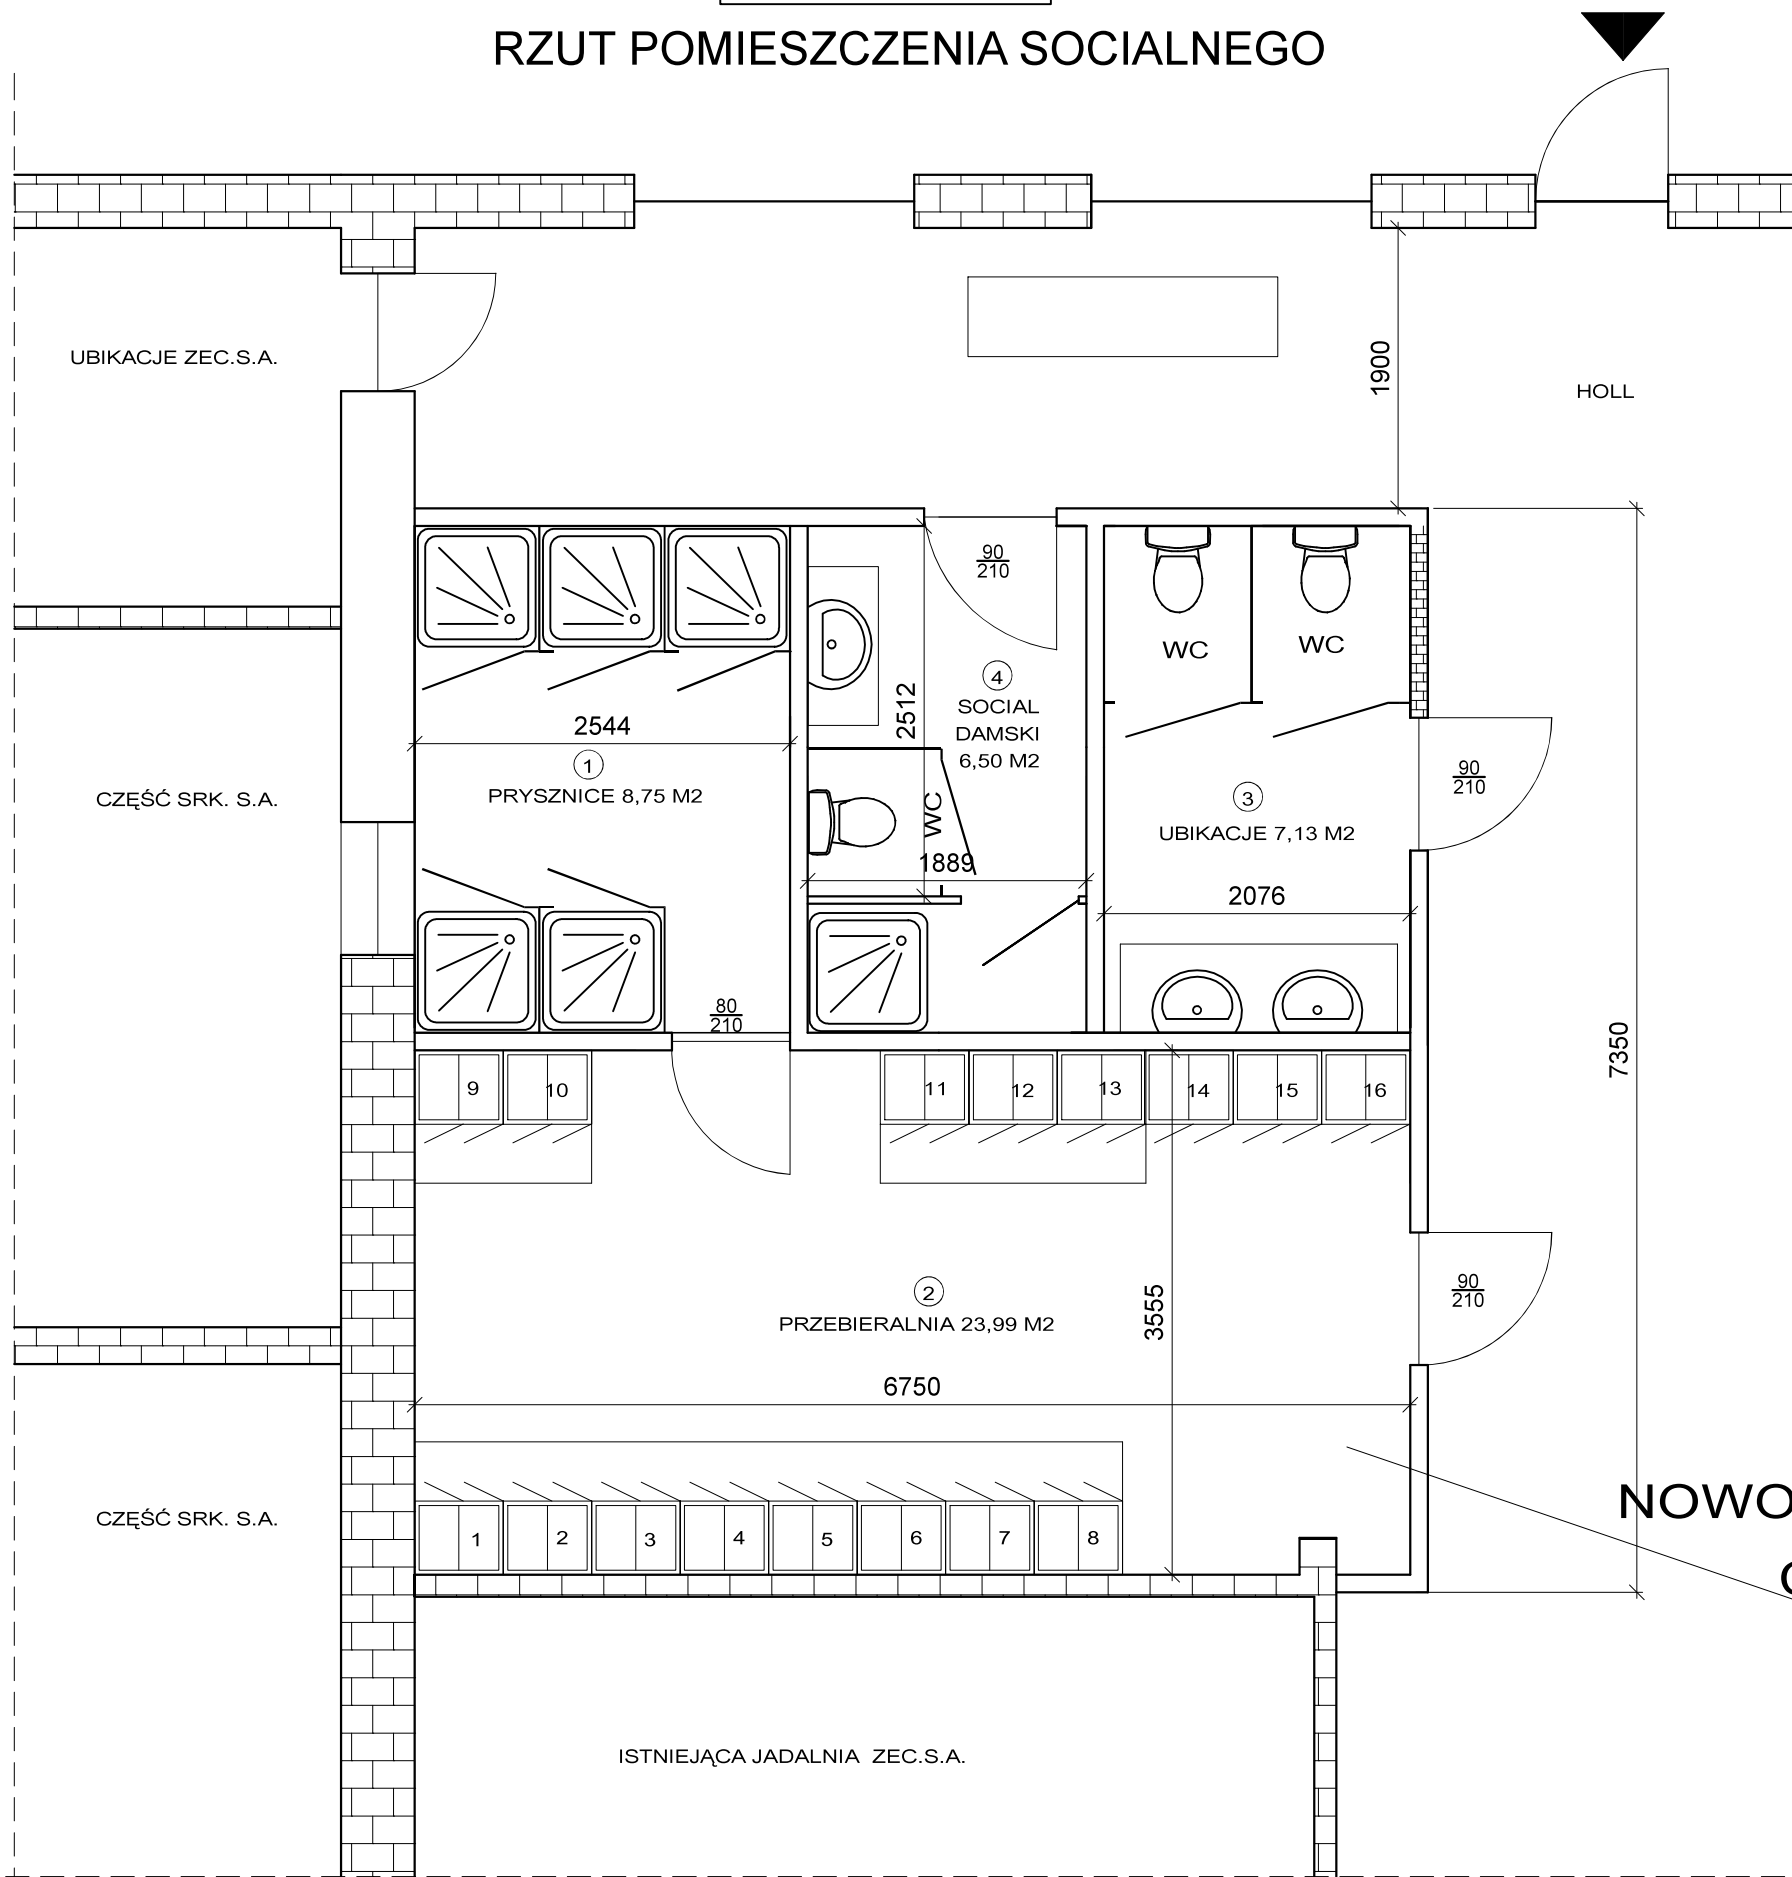 RZUT POMIESZCZENIA SOCIALNEGO
UBIKACJE ZEC.S.A.
1900
HOLL
90
210
WC
WC
4
SOCIAL
DAMSKI
6,50 M2
2512
2544
1
PRYSZNICE 8,75 M2
CZĘŚĆ SRK. S.A.
WC
1889
3
UBIKACJE 7,13 M2
90
210
2076
80
210
7350
9
10
11
12
13
14
15
16
2
PRZEBIERALNIA 23,99 M2
3555
90
210
6750
CZĘŚĆ SRK. S.A.
NOWO
1
2
3
4
5
6
7
8
ISTNIEJĄCA JADALNIA ZEC.S.A.